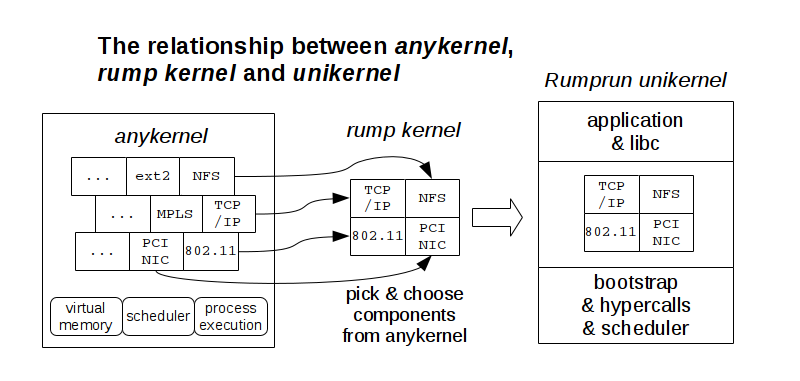 The relationship between anykernel,
rump kernel and unikernel
anykernel
... ext2 NFS
... MPLS TCP
/IP
... PCI
NIC 802.11
virtual
memory
scheduler
process
execution
rump kernel
TCP
/IP NFS
802.11 PCI
NIC
pick & choose
components
from anykernel
Rumprun unikernel
application
& libc
TCP
/IP NFS
802.11 PCI
NIC
bootstrap
& hypercalls
& scheduler